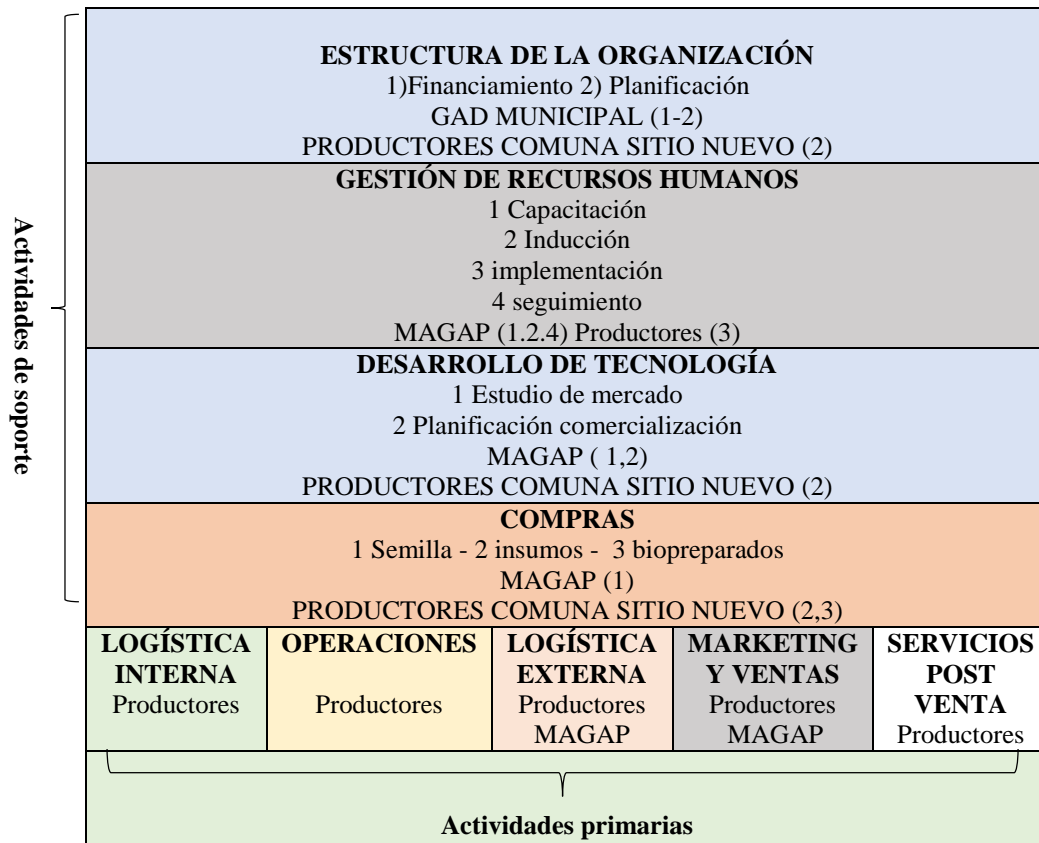 Actividades de soporte
ESTRUCTURA DE LA ORGANIZACIÓN
1)Financiamiento 2) Planificación
GAD MUNICIPAL (1-2)
PRODUCTORES COMUNA SITIO NUEVO (2)
GESTIÓN DE RECURSOS HUMANOS
1 Capacitación
2 Inducción
3 implementación
4 seguimiento
MAGAP (1.2.4) Productores (3)
DESARROLLO DE TECNOLOGÍA
1 Estudio de mercado
2 Planificación comercialización
MAGAP ( 1,2)
PRODUCTORES COMUNA SITIO NUEVO (2)
COMPRAS
1 Semilla - 2 insumos - 3 biopreparados
MAGAP (1)
PRODUCTORES COMUNA SITIO NUEVO (2,3)
LOGÍSTICA
INTERNA
Productores
OPERACIONES
Productores
LOGÍSTICA
EXTERNA
Productores
MAGAP
MARKETING
Y VENTAS
Productores
MAGAP
SERVICIOS
POST
VENTA
Productores
Actividades primarias